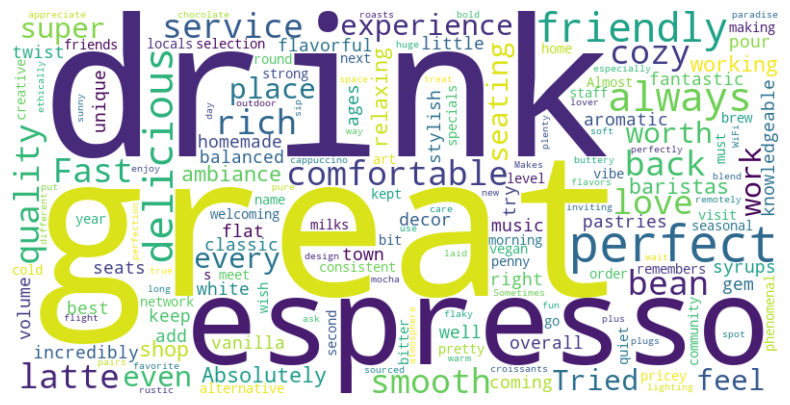 appreciate chocolate roasts bold paradise
super service experience friendly making
twist friends locals selection flavorful little huge home cozy pour
creative ethically sunny unique drink round next working
delicious strong relaxing seating Almost especially fantastic
place space treat ages stylish specials always staff lover
day outdoor sip way plenty aromatic brew
rich homemade balanced cappuccino art soft WiFi worth must knowledgeable
quality Fast enjoy ambiance comfortable Makes buttery perfectly back work
put pure name kept level vibe flavors blend baristas love
different year perfection great care new try inviting remotely pastries visit seasonal
welcoming milks use decor music morning vegan perfect
every flat classic bit penny
cold seats s meet design town consistent mocha laid right order wait remembers syrups
volume true long white wish espresso Sometimes fun bean gem
best network keep flight add ask second bitter atmosphere flaky well go plus quiet plugs community spot phenomenal
incredibly shop vanilla pretty warm overall
latte even pairs favorite rustic Absolutely alternative sourced smooth croissants coming Tried pricey lighting feel